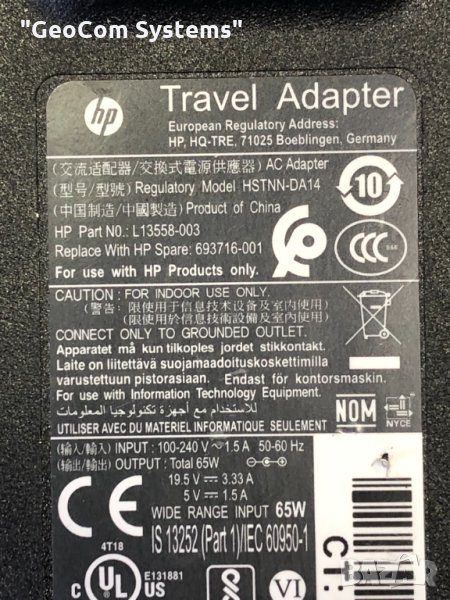 "GeoCom Systems"
hp
Travel Adapter
European Regulatory Address:
HP, HQ-TRE, 71025 Boeblingen, Germany
(交流适配器/交換式電源供應器) AC Adapter
(型号/型號) Regulatory Model HSTNN-DA14
(中国制造/中國製造) Product of China
HP Part NO.: L13558-003
Replace With HP Spare: 693716-001
For use with HP Products only.
10
CCC
S&E
CAUTION : FOR INDOOR USE ONLY.
(警告: 限使用于信息技术设备及室内使用)
(限使用於信息技術設備及室內使用)
CONNECT ONLY TO GROUNDED OUTLET.
Apparatet må kun tilkoples jordet stikkontakt.
Laite on liitettävä suojamaadoituskoskettimilla
varustettuun pistorasiaan. Endast för kontorsmaskin.
For use with Information Technology Equipment.
للاستخدام مع أجهزة تكنولوجيا المعلومات
UTILISER AVEC DU MATERIEL INFORMATIQUE SEULEMENT
NOM
NYCE
(输入/輸入) INPUT : 100-240 V~ 1.5A 50-60 Hz
(输出/輸出) OUTPUT : Total 65W
19.5 V⎓ 3.33 A
5 V⎓ 1.5 A
WIDE RANGE INPUT 65W
CE
IS 13252 (Part 1)/IEC 60950-1
4T18
c UL US
E131881
VI
CT:
BAZAR